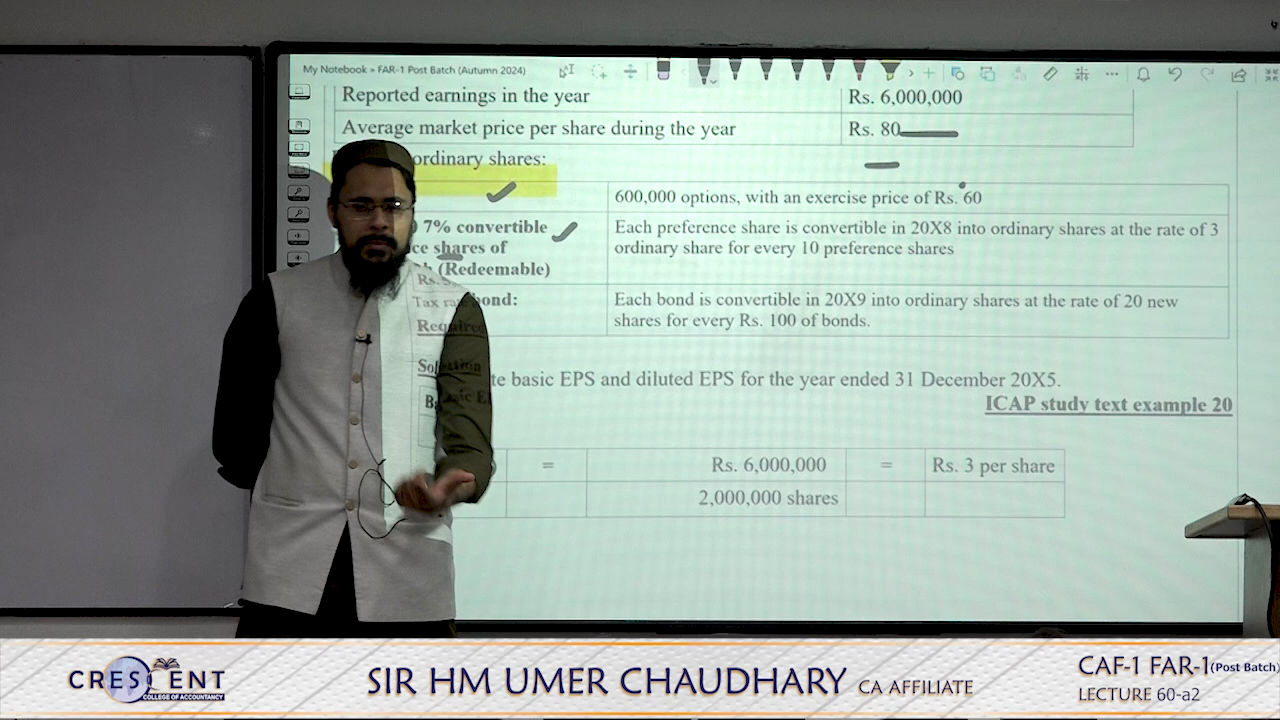 My Notebook » FAR-1 Post Batch (Autumn 2024)
Reported earnings in the year Rs. 6,000,000
Average market price per share during the year Rs. 80
ordinary shares:
600,000 options, with an exercise price of Rs. 60
7% convertible
shares of
(Redeemable)
Each preference share is convertible in 20X8 into ordinary shares at the rate of 3
ordinary share for every 10 preference shares
Rs.
Tax
bond:
Each bond is convertible in 20X9 into ordinary shares at the rate of 20 new
shares for every Rs. 100 of bonds.
Required
Solution
basic EPS and diluted EPS for the year ended 31 December 20X5.
ICAP study text example 20
= Rs. 6,000,000 = Rs. 3 per share
2,000,000 shares
CRESCENT
COLLEGE OF ACCOUNTANCY
SIR HM UMER CHAUDHARY CA AFFILIATE
CAF-1 FAR-1 (Post Batch)
LECTURE 60-a2